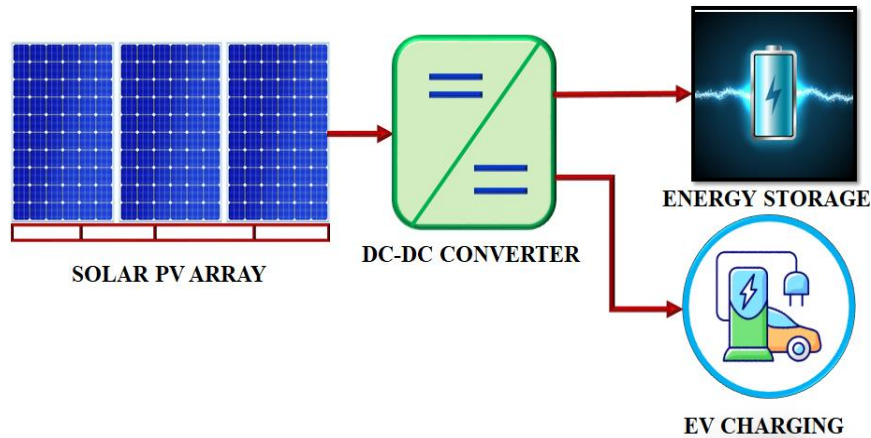 SOLAR PV ARRAY
DC-DC CONVERTER
ENERGY STORAGE
EV CHARGING